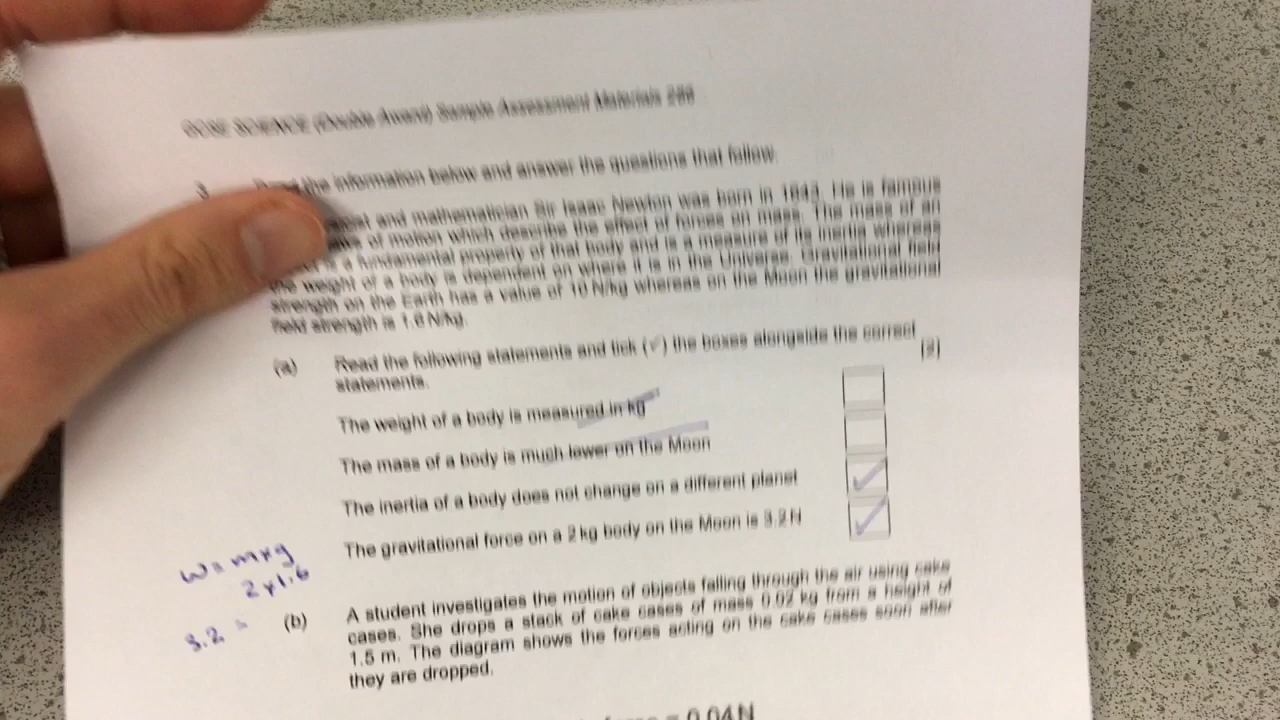 GCSE SCIENCE (Double Award) Sample Assessment Materials 288
3. the information below and answer the questions that follow.
and mathematician Sir Isaac Newton was born in 1643. He is famous
of motion which describe the effect of forces on mass. The mass of an
is a fundamental property of that body and is a measure of its inertia whereas
the weight of a body is dependent on where it is in the Universe. Gravitational field
strength on the Earth has a value of 10 N/kg whereas on the Moon the gravitational
field strength is 1.6 N/kg.
(a) Read the following statements and tick (✓) the boxes alongside the correct
statements. [2]
The weight of a body is measured in kg
The mass of a body is much lower on the Moon
The inertia of a body does not change on a different planet ✓
The gravitational force on a 2 kg body on the Moon is 3.2 N ✓
W = m×g
2×1.6
3.2 =
(b) A student investigates the motion of objects falling through the air using cake
cases. She drops a stack of cake cases of mass 0.02 kg from a height of
1.5 m. The diagram shows the forces acting on the cake cases soon after
they are dropped.
= 0.04 N